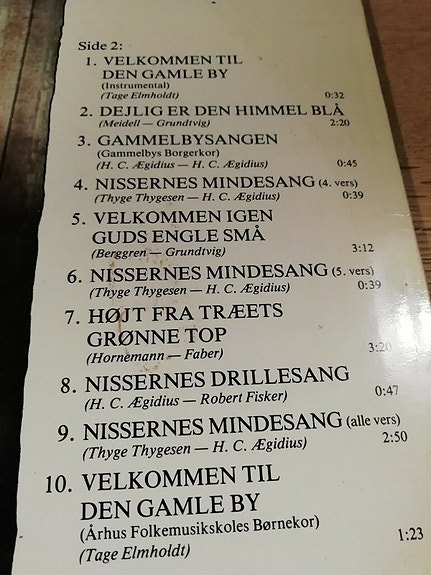 Side 2:
1. VELKOMMEN TIL
DEN GAMLE BY
(Instrumental)
(Tage Elmholdt) 0:32
2. DEJLIG ER DEN HIMMEL BLÅ
(Meidell — Grundtvig) 2:20
3. GAMMELBYSANGEN
(Gammelbys Borgerkor)
(H. C. Ægidius — H. C. Ægidius) 0:45
4. NISSERNES MINDESANG (4. vers)
(Thyge Thygesen — H. C. Ægidius) 0:39
5. VELKOMMEN IGEN
GUDS ENGLE SMÅ
(Berggren — Grundtvig) 3:12
6. NISSERNES MINDESANG (5. vers)
(Thyge Thygesen — H. C. Ægidius) 0:39
7. HØJT FRA TRÆETS
GRØNNE TOP
(Hornemann — Faber) 3:20
8. NISSERNES DRILLESANG
(H. C. Ægidius — Robert Fisker) 0:47
9. NISSERNES MINDESANG (alle vers)
(Thyge Thygesen — H. C. Ægidius) 2:50
10. VELKOMMEN TIL
DEN GAMLE BY
(Århus Folkemusikskoles Børnekor)
(Tage Elmholdt) 1:23